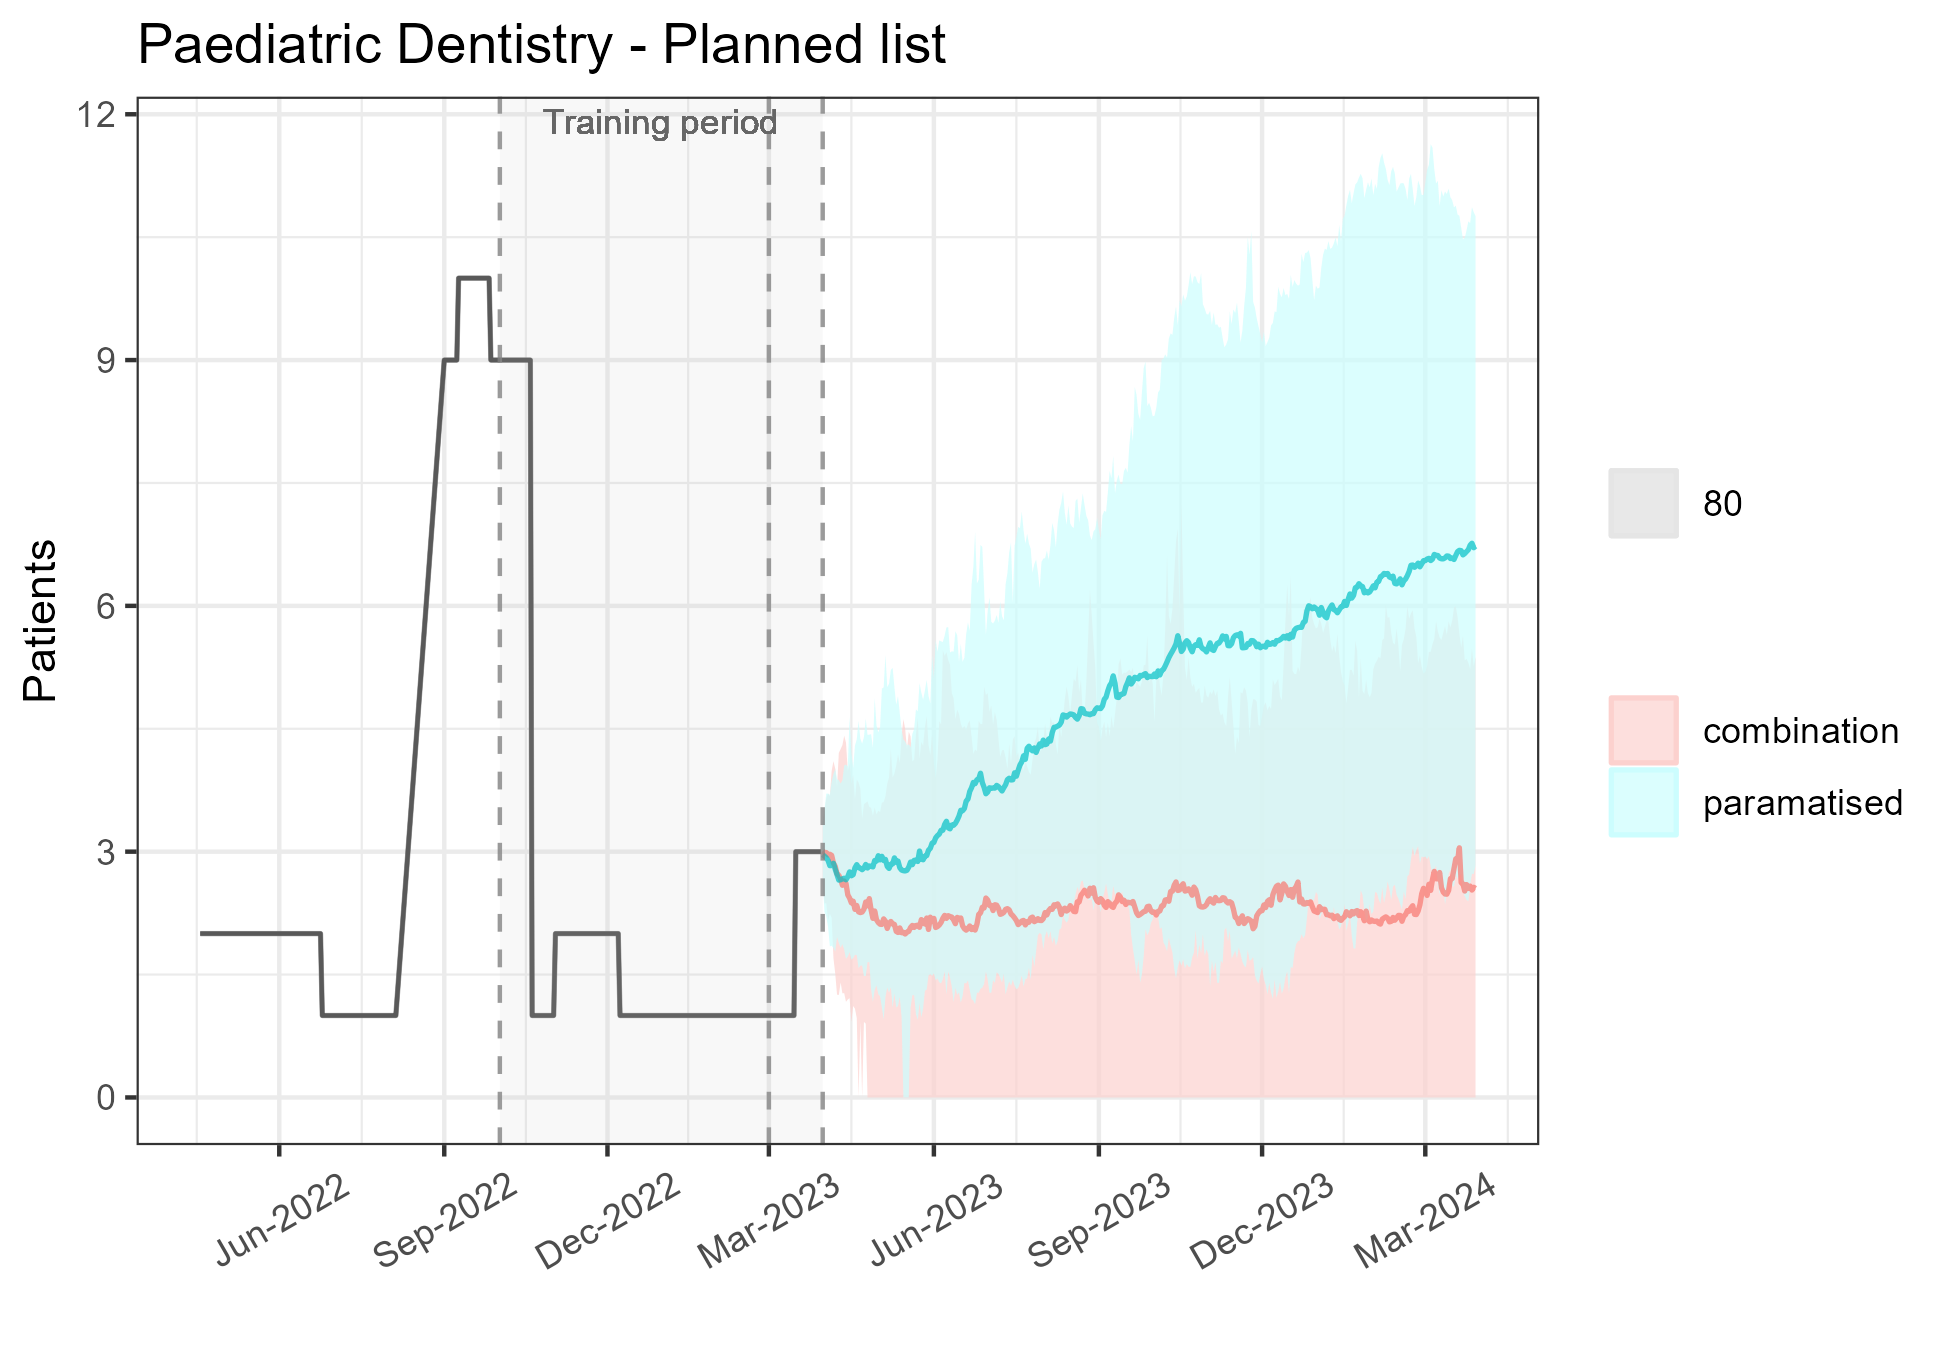 Paediatric Dentistry - Planned list
Training period
Patients
12
9
6
3
0
Jun-2022
Sep-2022
Dec-2022
Mar-2023
Jun-2023
Sep-2023
Dec-2023
Mar-2024
80
combination
paramatised